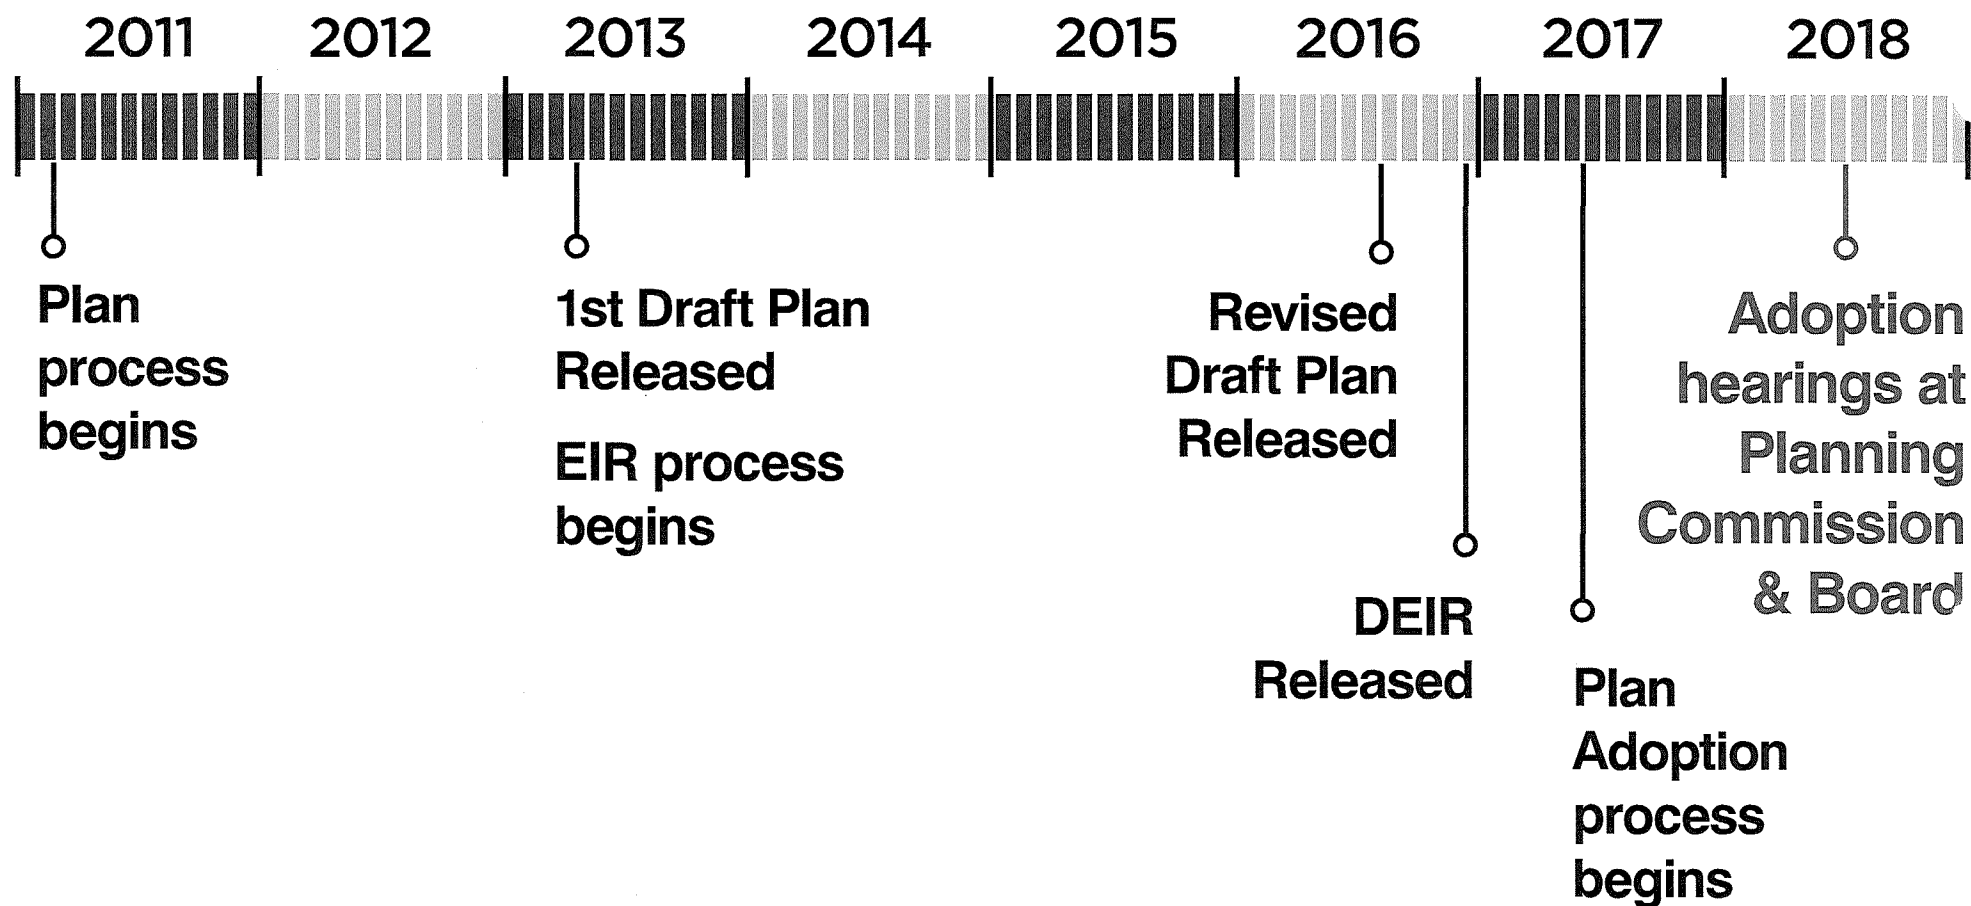 2011 2012 2013 2014 2015 2016 2017 2018
Plan
process
begins
1st Draft Plan
Released
EIR process
begins
Revised
Draft Plan
Released
DEIR
Released
Plan
Adoption
process
begins
Adoption
hearings at
Planning
Commission
& Board